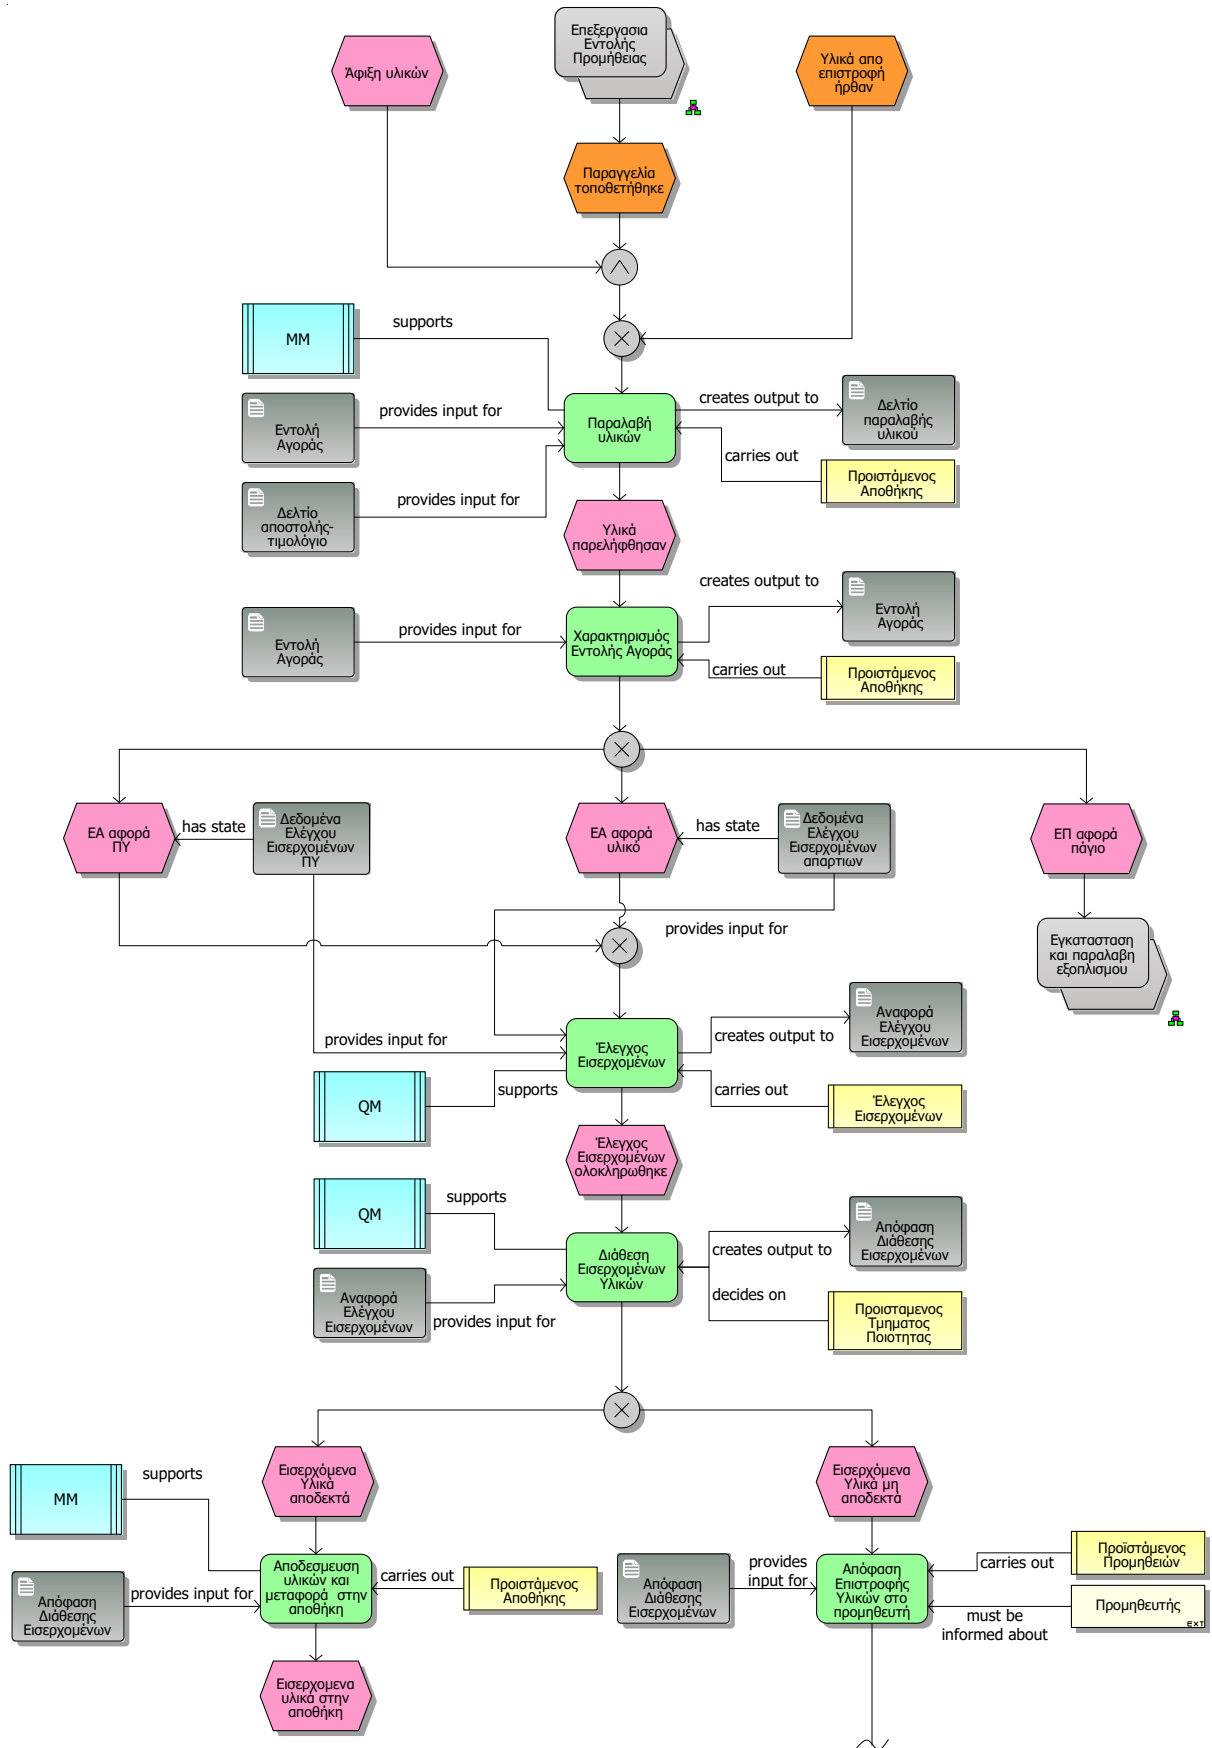 Επεξεργασια
Εντολής
Προμήθειας
Άφιξη υλικών
Υλικά απο
επιστροφή
ήρθαν
Παραγγελία
τοποθετήθηκε
supports
MM
creates output to
Δελτίο
παραλαβής
υλικού
provides input for
Εντολή
Αγοράς
Παραλαβή
υλικών
carries out
Προιστάμενος
Αποθήκης
provides input for
Δελτίο
αποστολής-
τιμολόγιο
Υλικά
παρελήφθησαν
creates output to
Εντολή
Αγοράς
provides input for
Εντολή
Αγοράς
Χαρακτηρισμός
Εντολής Αγοράς
carries out
Προιστάμενος
Αποθήκης
ΕΑ αφορά
ΠΥ
has state
Δεδομένα
Ελέγχου
Εισερχομένων
ΠΥ
ΕΑ αφορά
υλικό
has state
Δεδομένα
Ελέγχου
Εισερχομένων
απαρτιων
ΕΠ αφορά
πάγιο
provides input for
Εγκατασταση
και παραλαβη
εξοπλισμου
provides input for
Έλεγχος
Εισερχομένων
creates output to
Αναφορά
Ελέγχου
Εισερχομένων
supports
QM
carries out
Έλεγχος
Εισερχομένων
Έλεγχος
Εισερχομένων
ολοκληρωθηκε
supports
QM
creates output to
Απόφαση
Διάθεσης
Εισερχομένων
Διάθεση
Εισερχομένων
Υλικών
Αναφορά
Ελέγχου
Εισερχομένων
provides input for
decides on
Προισταμενος
Τμηματος
Ποιοτητας
Εισερχόμενα
Υλικά
αποδεκτά
Εισερχόμενα
Υλικά μη
αποδεκτά
supports
MM
Αποδεσμευση
υλικών και
μεταφορά στην
αποθήκη
provides input for
Απόφαση
Διάθεσης
Εισερχομένων
carries out
Προιστάμενος
Αποθήκης
provides
input for
Απόφαση
Διάθεσης
Εισερχομένων
Απόφαση
Επιστροφής
Υλικών στο
προμηθευτή
carries out
Προϊστάμενος
Προμηθειών
must be
informed about
Προμηθευτής
EXT
Εισερχομενα
υλικά στην
αποθήκη